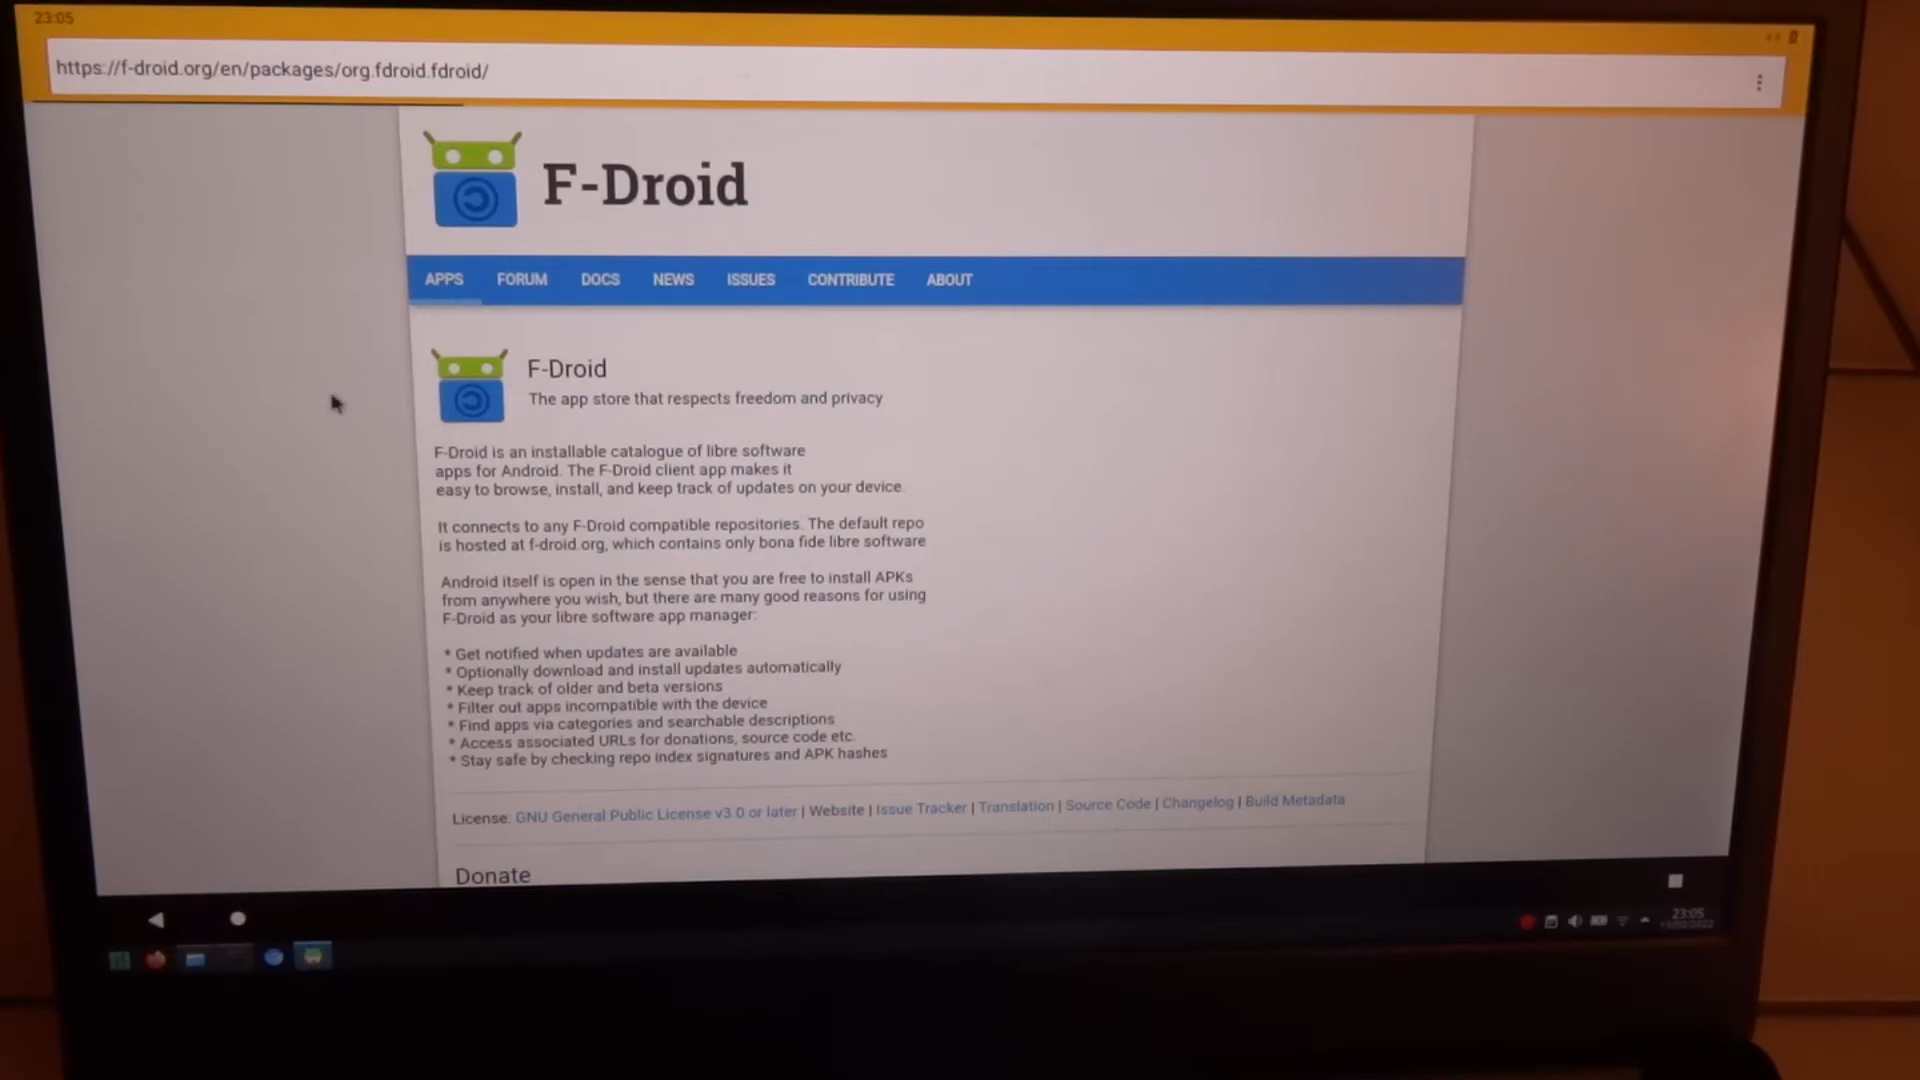 23:05
https://f-droid.org/en/packages/org.fdroid.fdroid/
F-Droid
APPS FORUM DOCS NEWS ISSUES CONTRIBUTE ABOUT
F-Droid
The app store that respects freedom and privacy
F-Droid is an installable catalogue of libre software
apps for Android. The F-Droid client app makes it
easy to browse, install, and keep track of updates on your device.
It connects to any F-Droid compatible repositories. The default repo
is hosted at f-droid.org, which contains only bona fide libre software
Android itself is open in the sense that you are free to install APKs
from anywhere you wish, but there are many good reasons for using
F-Droid as your libre software app manager:
* Get notified when updates are available
* Optionally download and install updates automatically
* Keep track of older and beta versions
* Filter out apps incompatible with the device
* Find apps via categories and searchable descriptions
* Access associated URLs for donations, source code etc.
* Stay safe by checking repo index signatures and APK hashes
License: GNU General Public License v3.0 or later | Website | Issue Tracker | Translation | Source Code | Changelog | Build Metadata
Donate
23:05